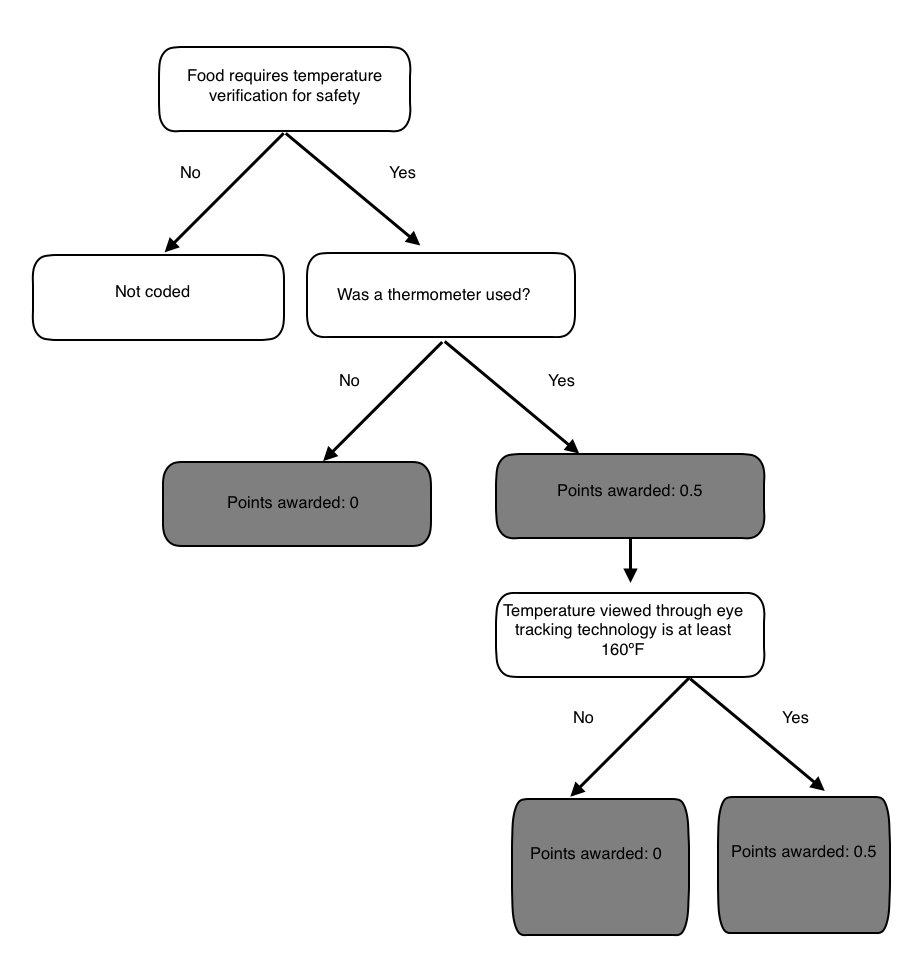 Food requires temperature
verification for safety
No
Yes
Not coded
Was a thermometer used?
No
Yes
Points awarded: 0
Points awarded: 0.5
Temperature viewed through eye
tracking technology is at least
160ºF
No
Yes
Points awarded: 0
Points awarded: 0.5